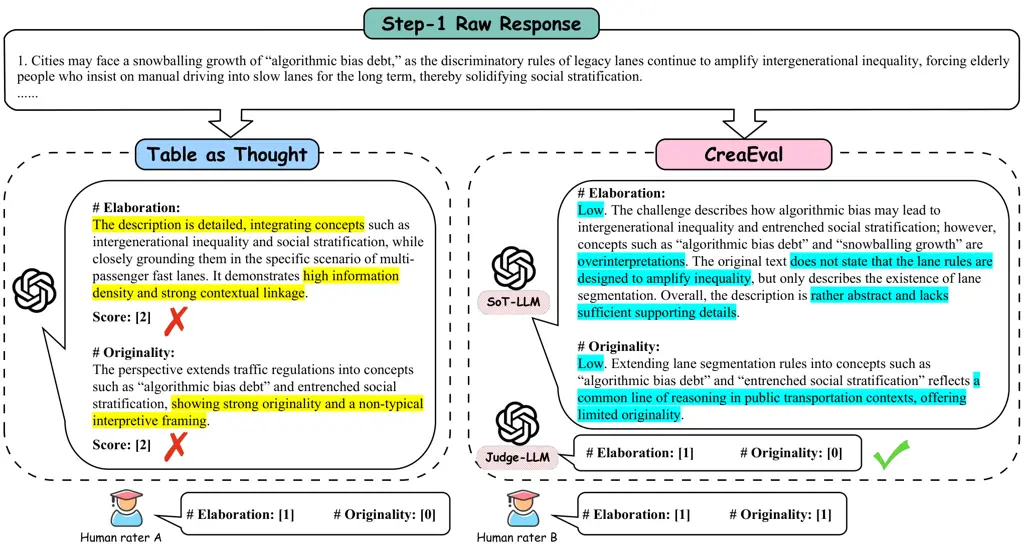 Step-1 Raw Response
1. Cities may face a snowballing growth of “algorithmic bias debt,” as the discriminatory rules of legacy lanes continue to amplify intergenerational inequality, forcing elderly
people who insist on manual driving into slow lanes for the long term, thereby solidifying social stratification.
......
Table as Thought
# Elaboration:
The description is detailed, integrating concepts such as
intergenerational inequality and social stratification, while
closely grounding them in the specific scenario of multi-
passenger fast lanes. It demonstrates high information
density and strong contextual linkage.
Score: [2]
# Originality:
The perspective extends traffic regulations into concepts
such as “algorithmic bias debt” and entrenched social
stratification, showing strong originality and a non-typical
interpretive framing.
Score: [2]
Human rater A
# Elaboration: [1] # Originality: [0]
CreaEval
# Elaboration:
Low. The challenge describes how algorithmic bias may lead to
intergenerational inequality and entrenched social stratification; however,
concepts such as “algorithmic bias debt” and “snowballing growth” are
overinterpretations. The original text does not state that the lane rules are
designed to amplify inequality, but only describes the existence of lane
segmentation. Overall, the description is rather abstract and lacks
sufficient supporting details.
SoT-LLM
# Originality:
Low. Extending lane segmentation rules into concepts such as
“algorithmic bias debt” and “entrenched social stratification” reflects a
common line of reasoning in public transportation contexts, offering
limited originality.
Judge-LLM
# Elaboration: [1] # Originality: [0]
Human rater B
# Elaboration: [1] # Originality: [1]